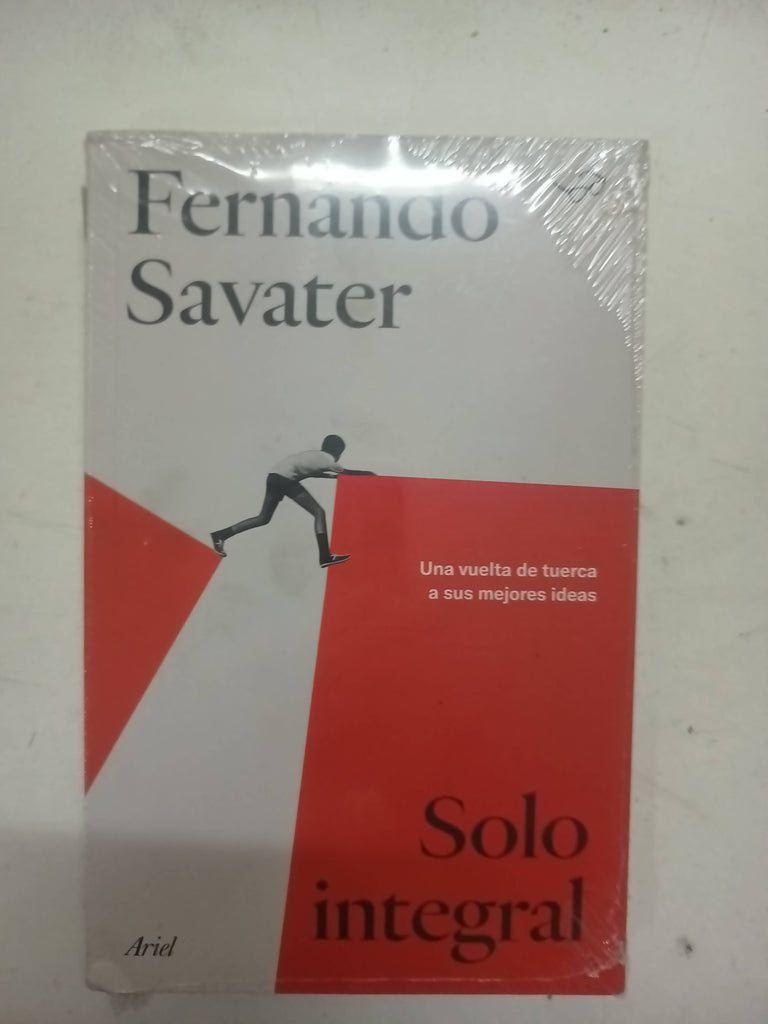 Fernando
Savater
Una vuelta de tuerca
a sus mejores ideas
Solo
integral
Ariel